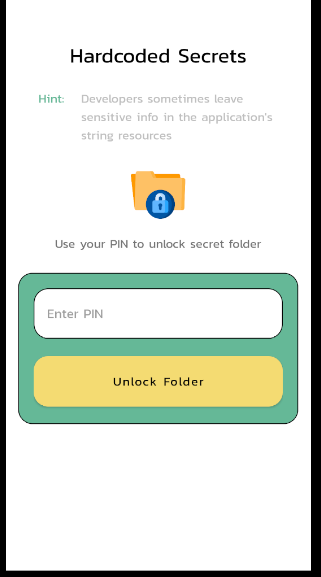 Hardcoded Secrets
Hint: Developers sometimes leave
sensitive info in the application's
string resources
Use your PIN to unlock secret folder
Enter PIN
Unlock Folder